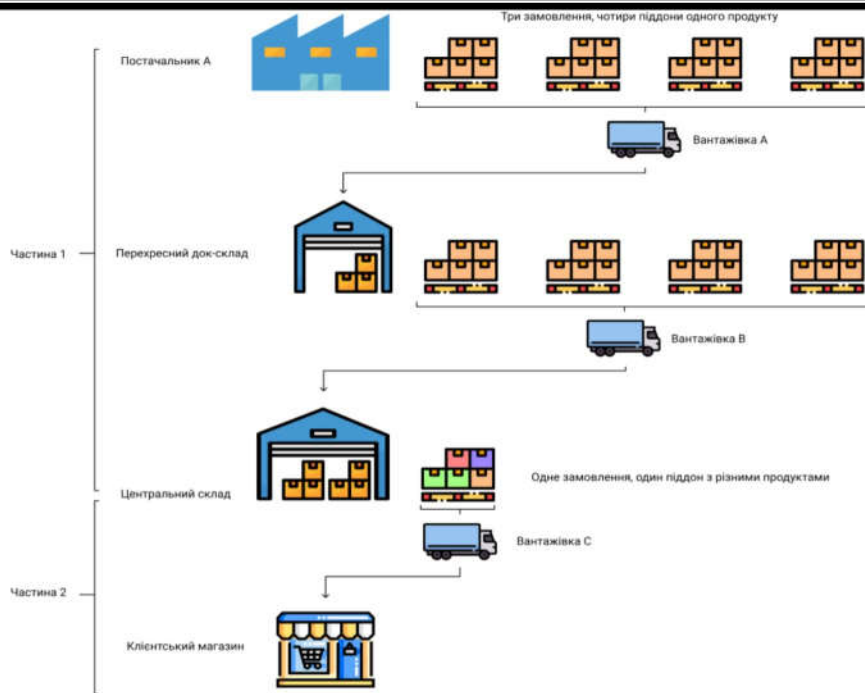 Три замовлення, чотири піддони одного продукту
Постачальник А
Вантажівка А
Частина 1
Перехресний док-склад
Вантажівка В
Центральний склад
Одне замовлення, один піддон з різними продуктами
Вантажівка С
Частина 2
Клієнтський магазин